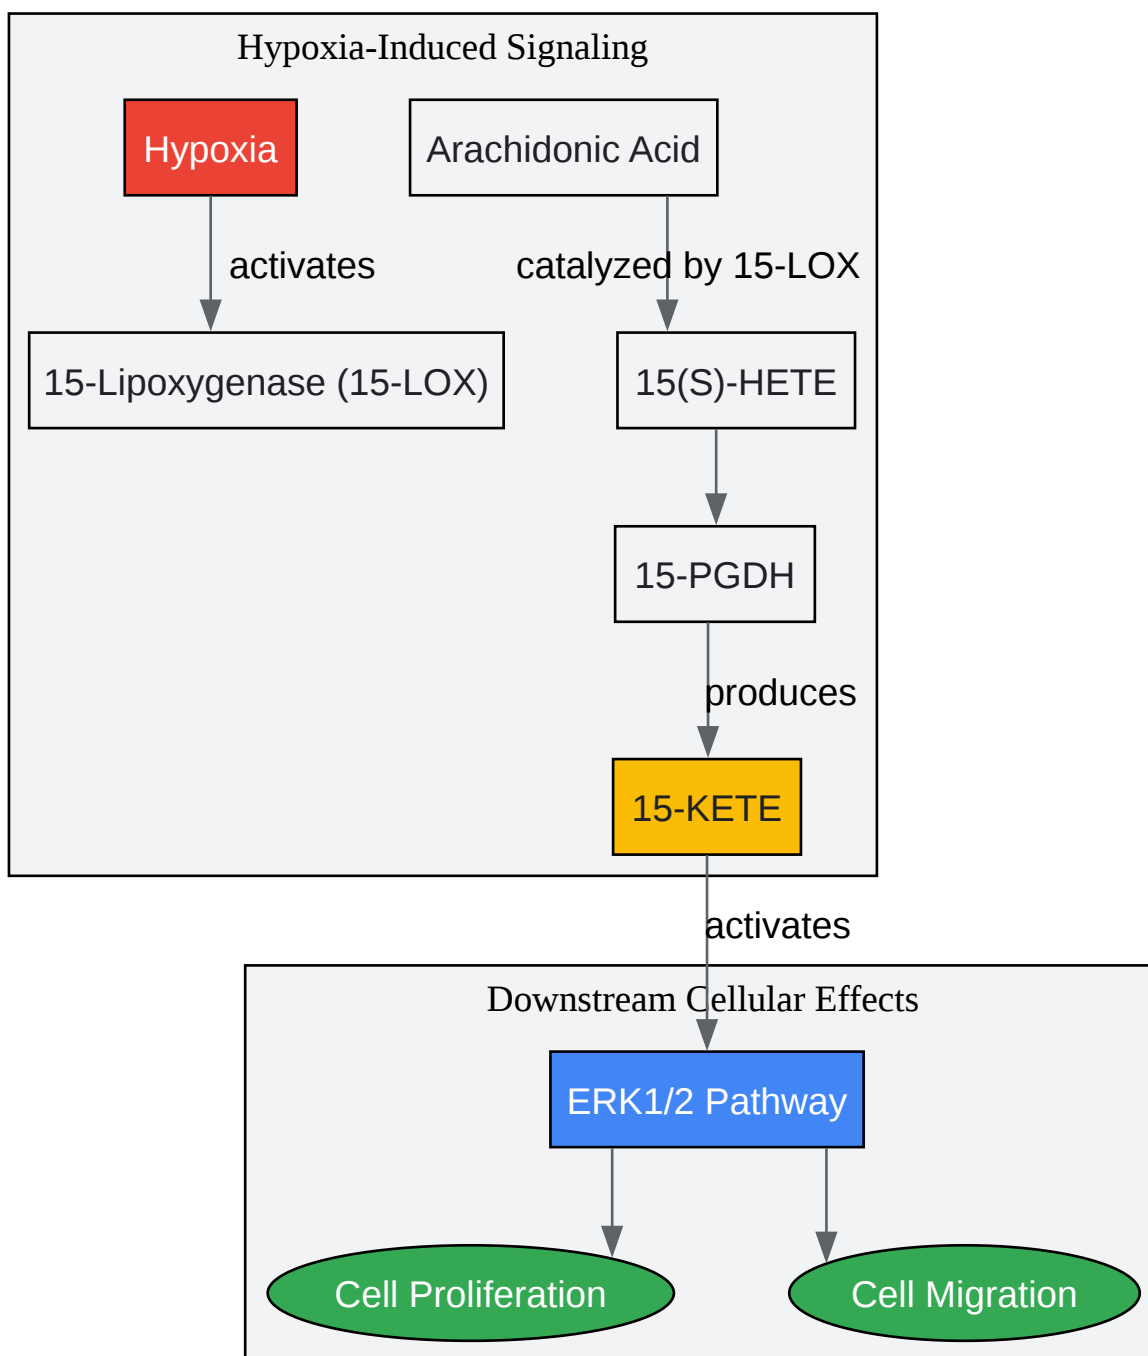 Hypoxia-Induced Signaling
Hypoxia
Arachidonic Acid
activates
catalyzed by 15-LOX
15-Lipoxygenase (15-LOX)
15(S)-HETE
15-PGDH
produces
15-KETE
activates
Downstream Cellular Effects
ERK1/2 Pathway
Cell Proliferation
Cell Migration